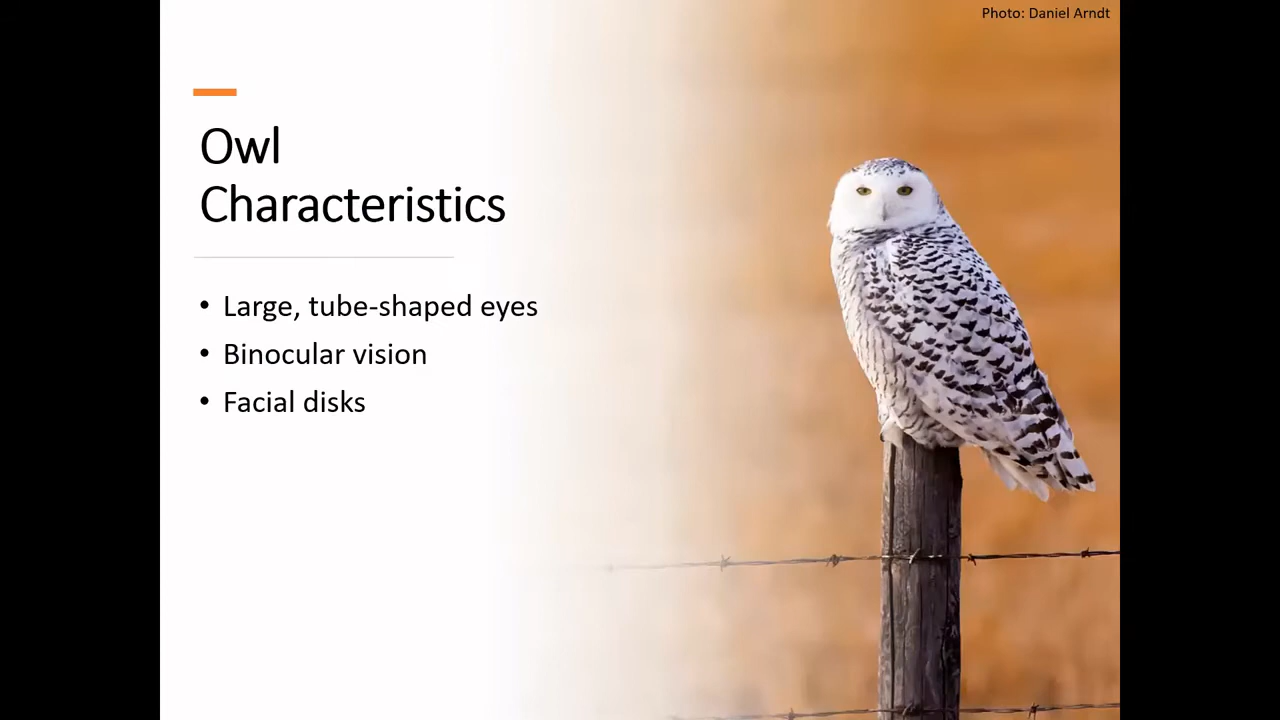 Photo: Daniel Arndt
Owl
Characteristics
• Large, tube-shaped eyes
• Binocular vision
• Facial disks